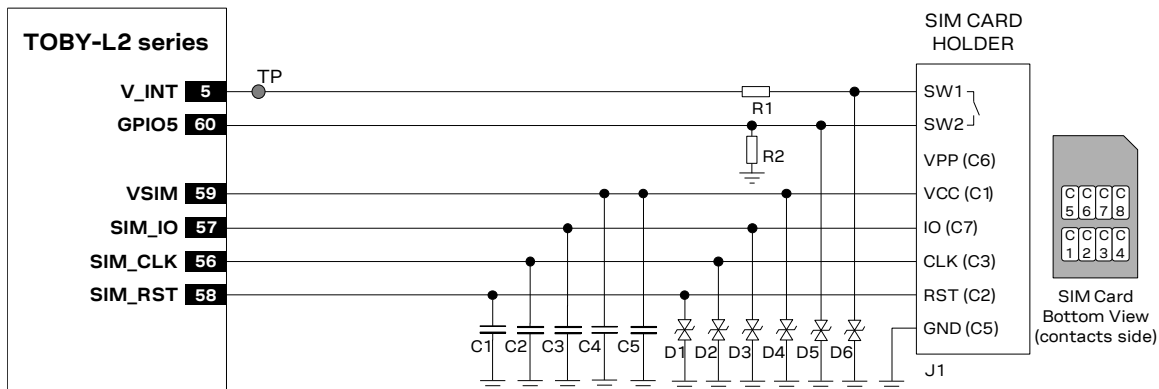 TOBY-L2 series
V_INT 5
GPIO5 60
VSIM 59
SIM_IO 57
SIM_CLK 56
SIM_RST 58
TP
R1
R2
C1 C2 C3 C4 C5 D1 D2 D3 D4 D5 D6
SIM CARD
HOLDER
SW1
SW2
VPP (C6)
VCC (C1)
IO (C7)
CLK (C3)
RST (C2)
GND (C5)
J1
C C C C
5 6 7 8
C C C C
1 2 3 4
SIM Card
Bottom View
(contacts side)